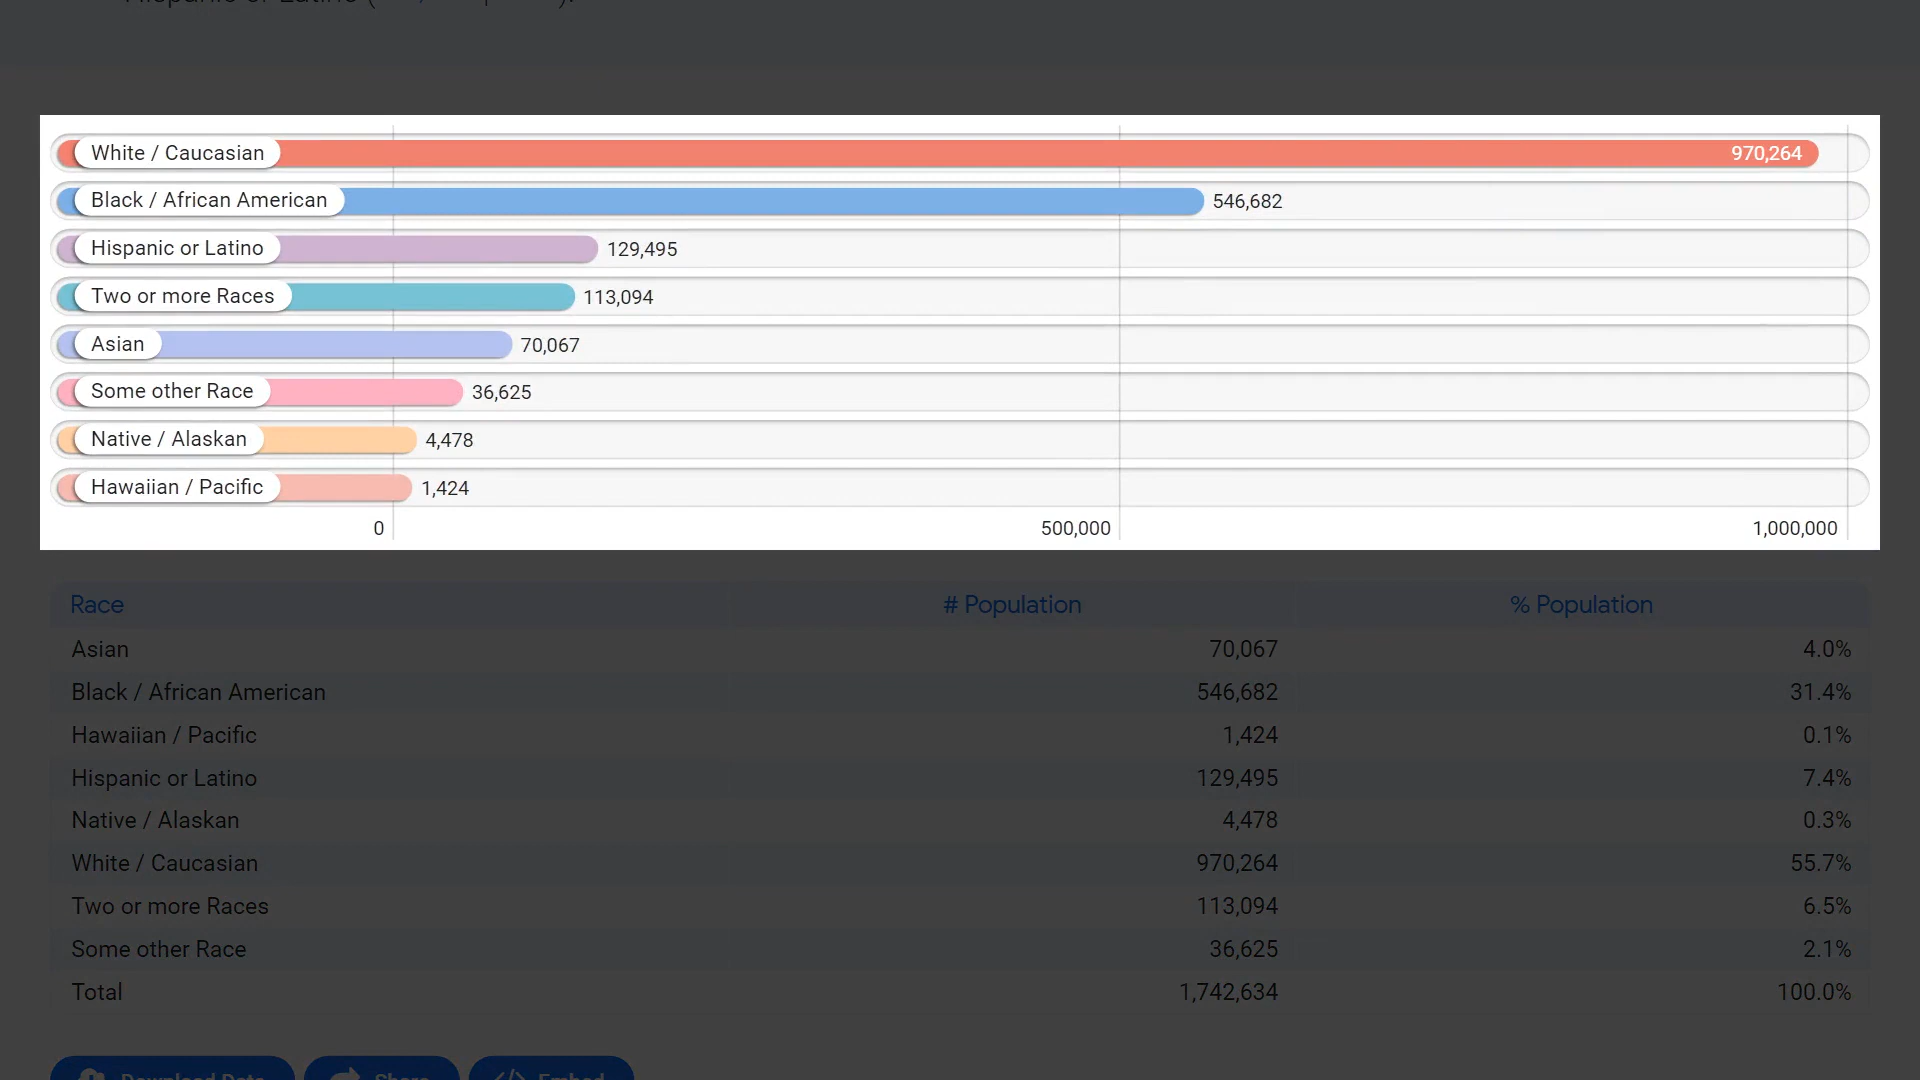 White / Caucasian 970,264
Black / African American 546,682
Hispanic or Latino 129,495
Two or more Races 113,094
Asian 70,067
Some other Race 36,625
Native / Alaskan 4,478
Hawaiian / Pacific 1,424
0 500,000 1,000,000
Race # Population % Population
Asian 70,067 4.0%
Black / African American 546,682 31.4%
Hawaiian / Pacific 1,424 0.1%
Hispanic or Latino 129,495 7.4%
Native / Alaskan 4,478 0.3%
White / Caucasian 970,264 55.7%
Two or more Races 113,094 6.5%
Some other Race 36,625 2.1%
Total 1,742,634 100.0%
Download Data Share Embed